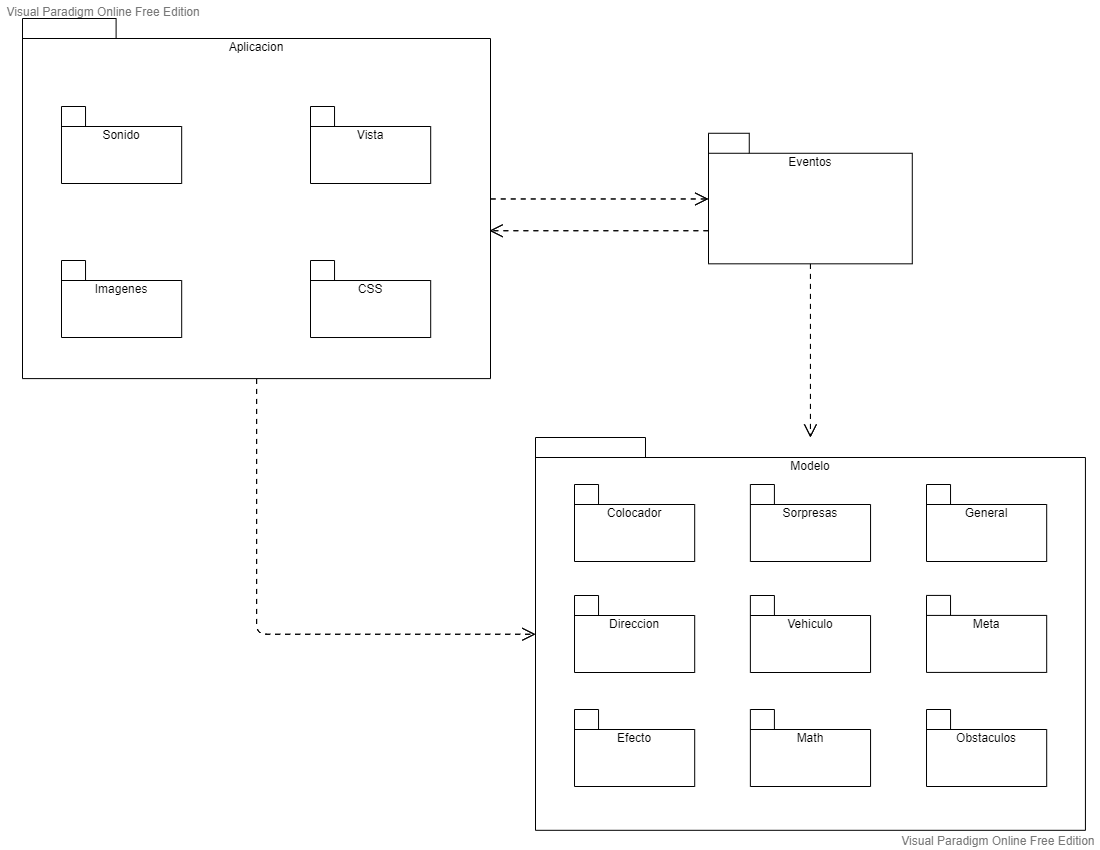 Visual Paradigm Online Free Edition
Aplicacion
Sonido
Vista
Imagenes
CSS
Eventos
Modelo
Colocador
Sorpresas
General
Direccion
Vehiculo
Meta
Efecto
Math
Obstaculos
Visual Paradigm Online Free Edition